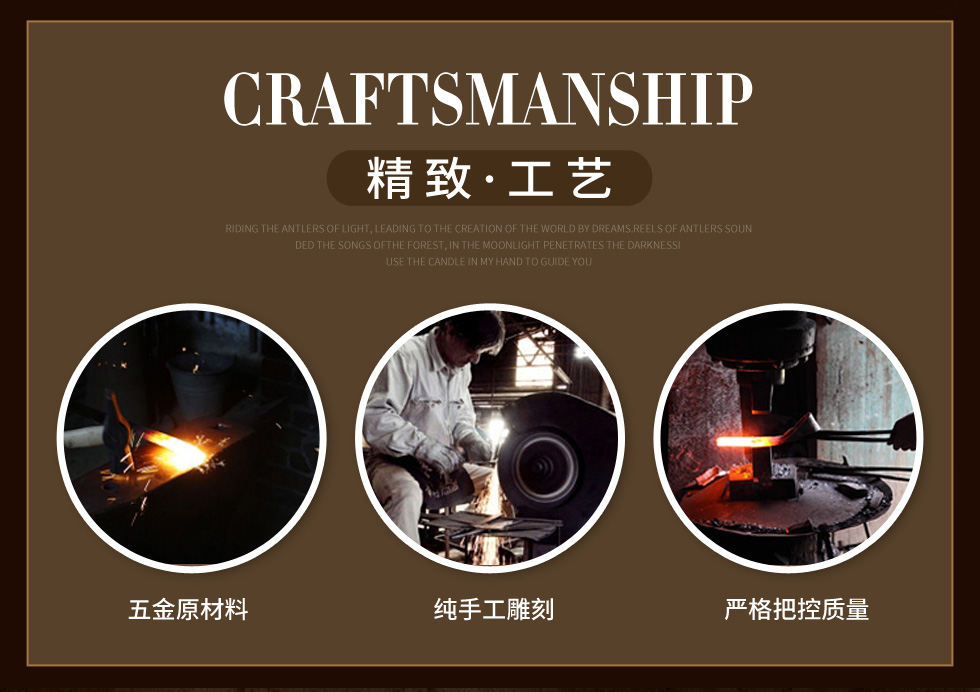 CRAFTSMANSHIP
精致·工艺
RIDING THE ANTLERS OF LIGHT, LEADING TO THE CREATION OF THE WORLD BY DREAMS.REELS OF ANTLERS SOUN
DED THE SONGS OFTHE FOREST, IN THE MOONLIGHT PENETRATES THE DARKNESSI
USE THE CANDLE IN MY HAND TO GUIDE YOU
五金原材料
纯手工雕刻
严格把控质量